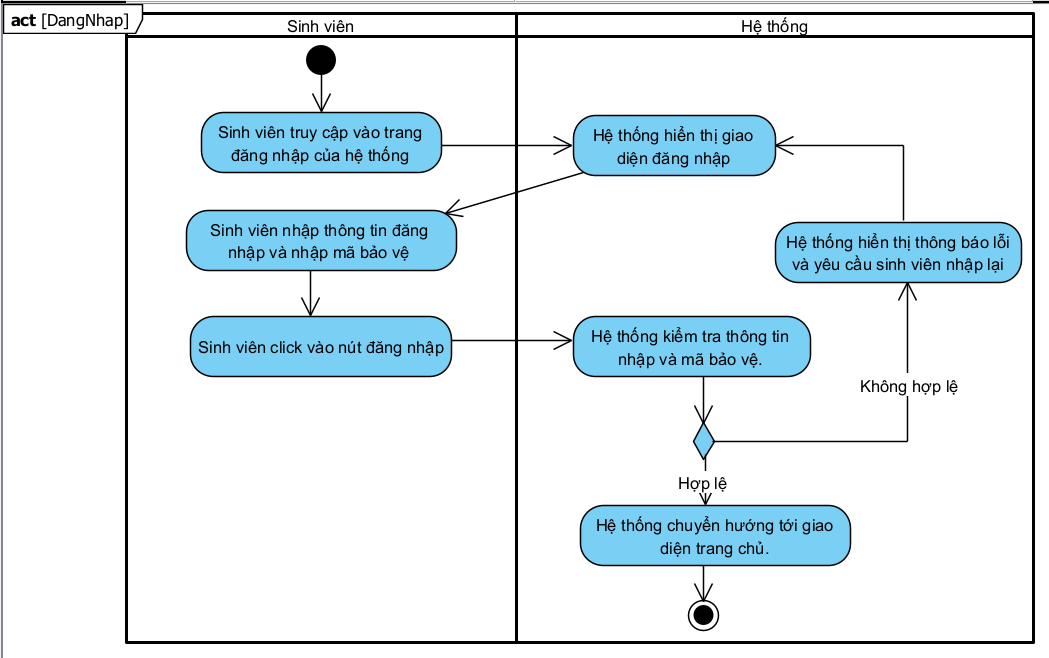 act [DangNhap]
Sinh viên
Hệ thống
Sinh viên truy cập vào trang
đăng nhập của hệ thống
Hệ thống hiển thị giao
diện đăng nhập
Sinh viên nhập thông tin đăng
nhập và nhập mã bảo vệ
Hệ thống hiển thị thông báo lỗi
và yêu cầu sinh viên nhập lại
Sinh viên click vào nút đăng nhập
Hệ thống kiểm tra thông tin
nhập và mã bảo vệ.
Không hợp lệ
Hợp lệ
Hệ thống chuyển hướng tới giao
diện trang chủ.